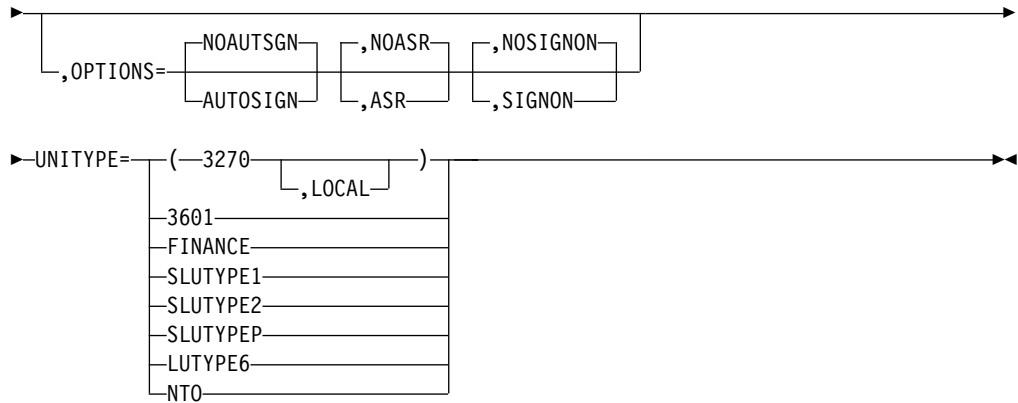 NOAUTSGN ,NOASR ,NOSIGNON
,OPTIONS=
AUTOSIGN ,ASR ,SIGNON
UNITYPE= ( 3270 )
,LOCAL
3601
FINANCE
SLUTYPE1
SLUTYPE2
SLUTYPEP
LUTYPE6
NTO